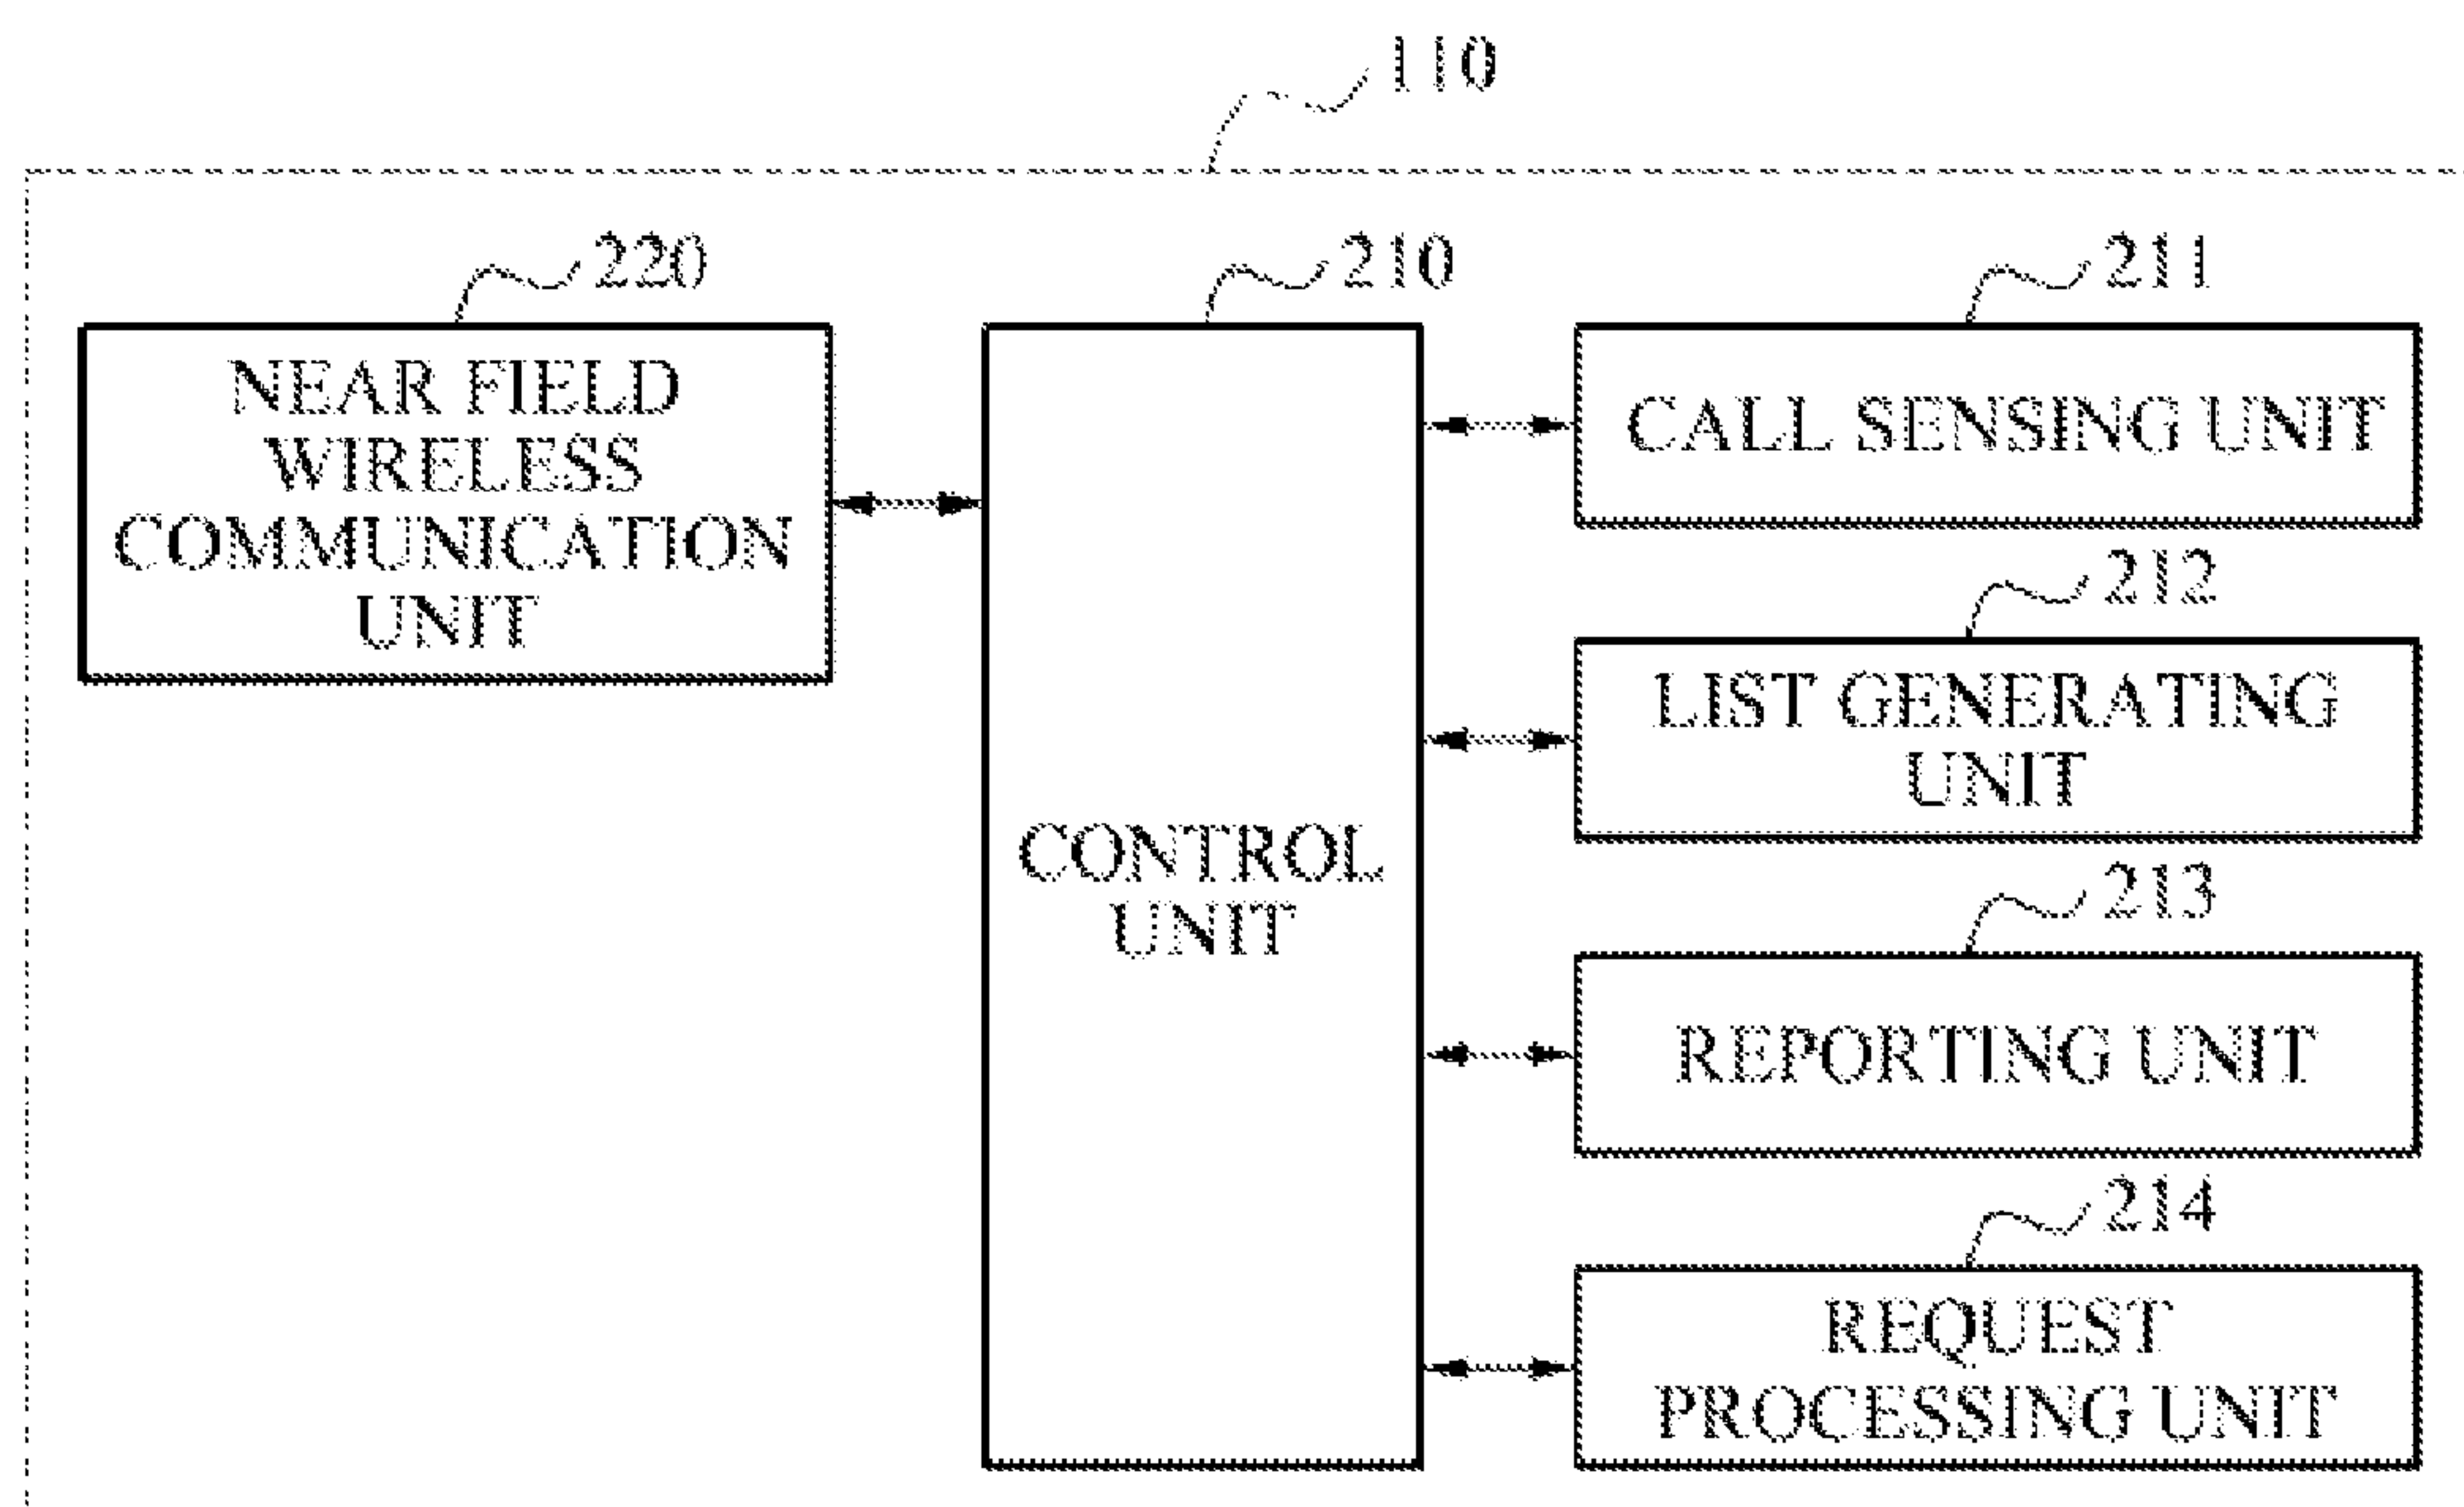 110
220
210
211
NEAR FIELD
WIRELESS
COMMUNICATION
UNIT
CALL SENSING UNIT
212
LIST GENERATING
UNIT
CONTROL
UNIT
213
REPORTING UNIT
214
REQUEST
PROCESSING UNIT